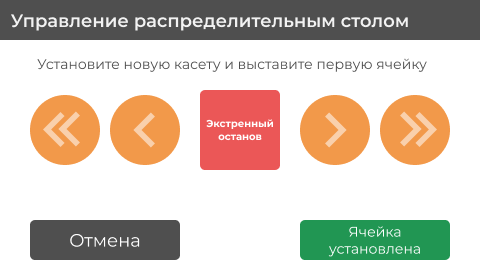 Управление распределительным столом
Установите новую касету и выставите первую ячейку
Экстренный
останов
Отмена
Ячейка
установлена